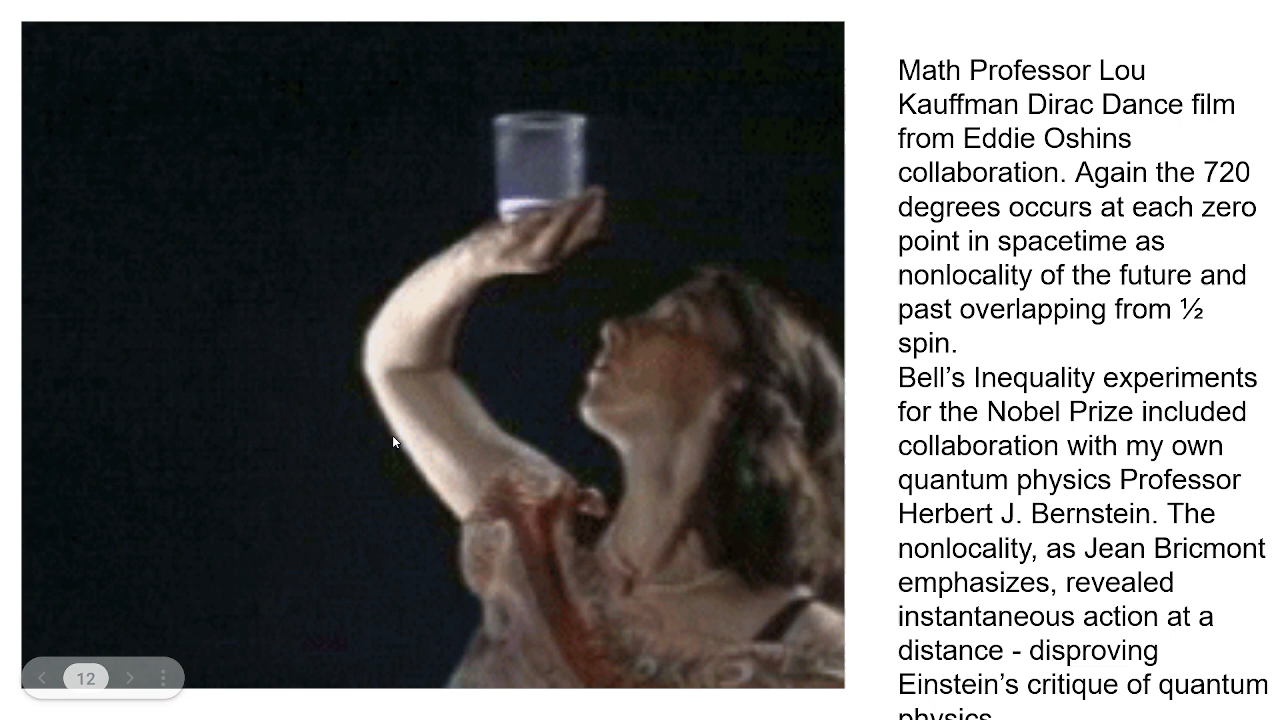 Math Professor Lou
Kauffman Dirac Dance film
from Eddie Oshins
collaboration. Again the 720
degrees occurs at each zero
point in spacetime as
nonlocality of the future and
past overlapping from ½
spin.
Bell’s Inequality experiments
for the Nobel Prize included
collaboration with my own
quantum physics Professor
Herbert J. Bernstein. The
nonlocality, as Jean Bricmont
emphasizes, revealed
instantaneous action at a
distance - disproving
Einstein’s critique of quantum
physics
12